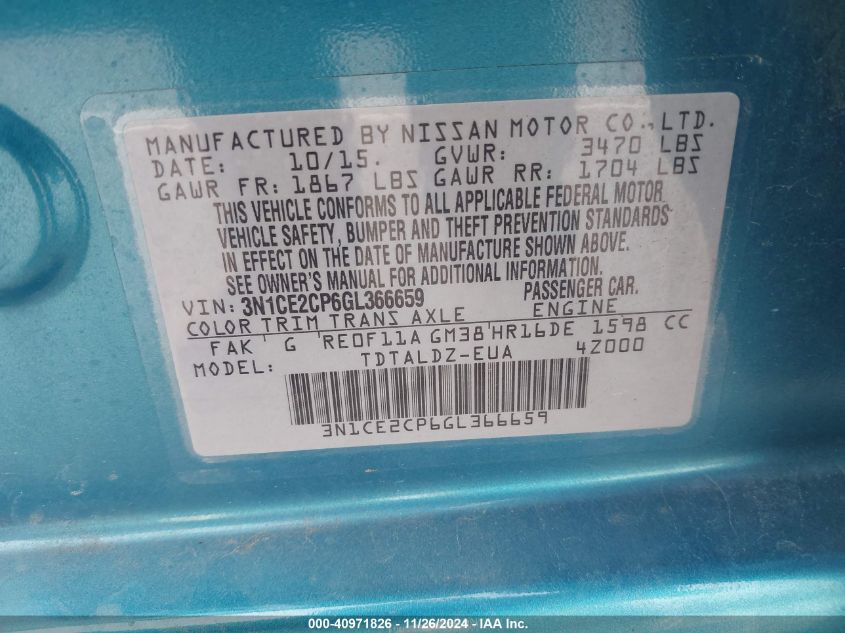 MANUFACTURED BY NISSAN MOTOR CO., LTD.
DATE: 10/15. GVWR: 3470 LBS
GAWR FR: 1867 LBS GAWR RR: 1704 LBS
THIS VEHICLE CONFORMS TO ALL APPLICABLE FEDERAL MOTOR
VEHICLE SAFETY, BUMPER AND THEFT PREVENTION STANDARDS
IN EFFECT ON THE DATE OF MANUFACTURE SHOWN ABOVE.
SEE OWNER'S MANUAL FOR ADDITIONAL INFORMATION.
VIN: 3N1CE2CP6GL366659 PASSENGER CAR.
COLOR TRIM TRANS AXLE ENGINE
FAK G RE0F11A GM38 HR16DE 1598 CC
MODEL: TDTALDZ-EUA 4Z000
3N1CE2CP6GL366659
000-40971826 - 11/26/2024 - IAA Inc.